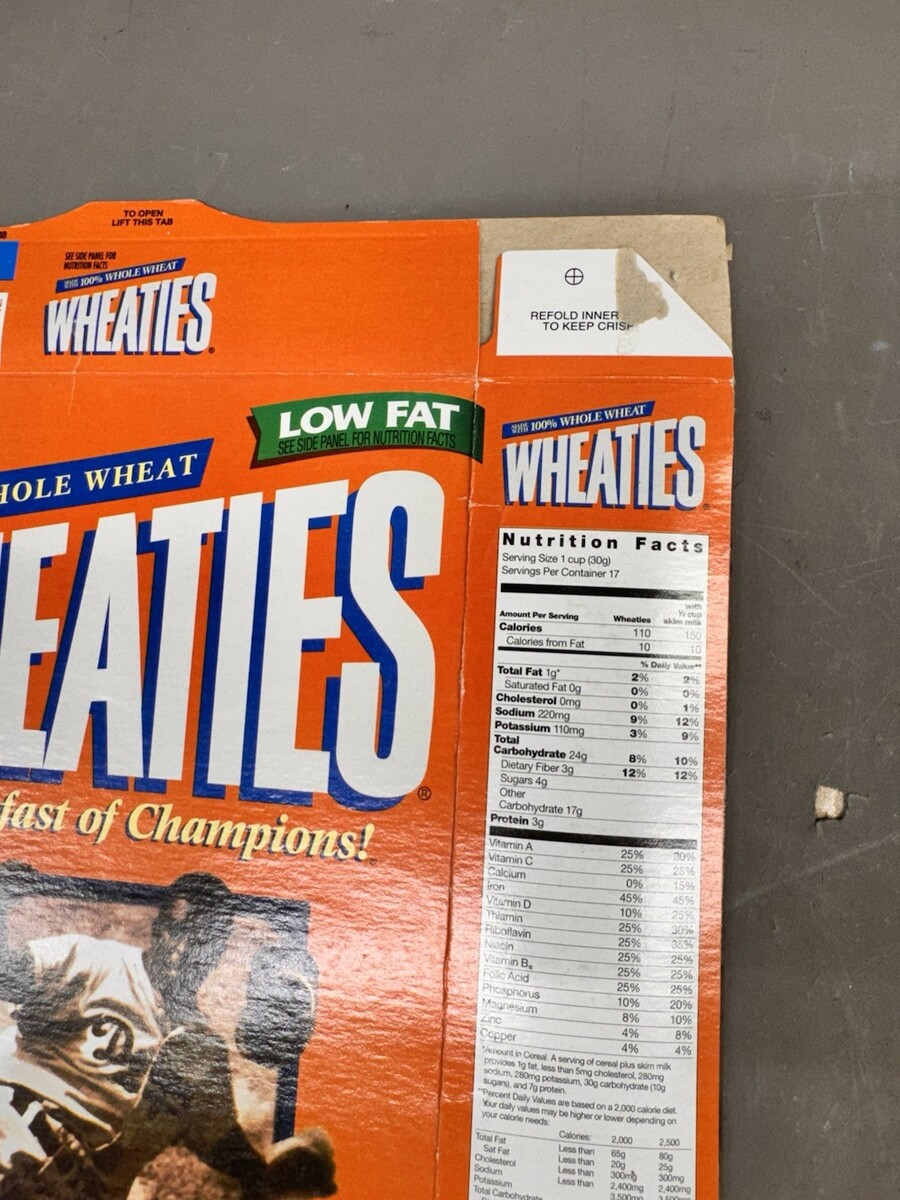 TO OPEN
LIFT THIS TAB
SEE SIDE PANEL FOR
NUTRITION FACTS
MADE WITH 100% WHOLE WHEAT
WHEATIES
REFOLD INNER
TO KEEP CRISP
LOW FAT
SEE SIDE PANEL FOR NUTRITION FACTS
HOLE WHEAT
EATIES®
fast of Champions!
D
MADE WITH 100% WHOLE WHEAT
WHEATIES
Nutrition Facts
Serving Size 1 cup (30g)
Servings Per Container 17
Amount Per Serving Wheaties with ½ cup skim milk
Calories 110 150
Calories from Fat 10 10
% Daily Value**
Total Fat 1g* 2% 2%
Saturated Fat 0g 0% 0%
Cholesterol 0mg 0% 1%
Sodium 220mg 9% 12%
Potassium 110mg 3% 9%
Total
Carbohydrate 24g 8% 10%
Dietary Fiber 3g 12% 12%
Sugars 4g
Other
Carbohydrate 17g
Protein 3g
Vitamin A 25% 30%
Vitamin C 25% 25%
Calcium 0% 15%
Iron 45% 45%
Vitamin D 10% 25%
Thiamin 25% 30%
Riboflavin 25% 35%
Niacin 25% 25%
Vitamin B₆ 25% 25%
Folic Acid 25% 25%
Phosphorus 10% 20%
Magnesium 8% 10%
Zinc 4% 8%
Copper 4% 4%
*Amount in Cereal. A serving of cereal plus skim milk
provides 1g fat, less than 5mg cholesterol, 280mg
sodium, 280mg potassium, 30g carbohydrate (10g
sugars), and 7g protein.
**Percent Daily Values are based on a 2,000 calorie diet.
Your daily values may be higher or lower depending on
your calorie needs:
Calories: 2,000 2,500
Total Fat Less than 65g 80g
Sat Fat Less than 20g 25g
Cholesterol Less than 300mg 300mg
Sodium Less than 2,400mg 2,400mg
Potassium 3,500mg 3,500mg
Total Carbohydrate